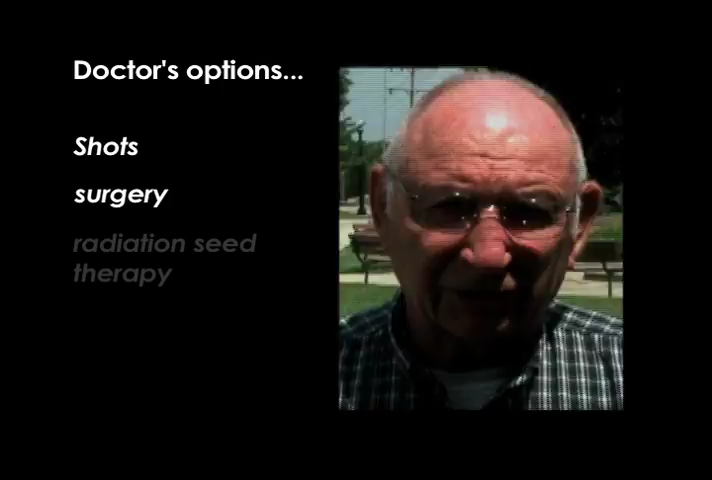 Doctor's options...
Shots
surgery
radiation seed
therapy